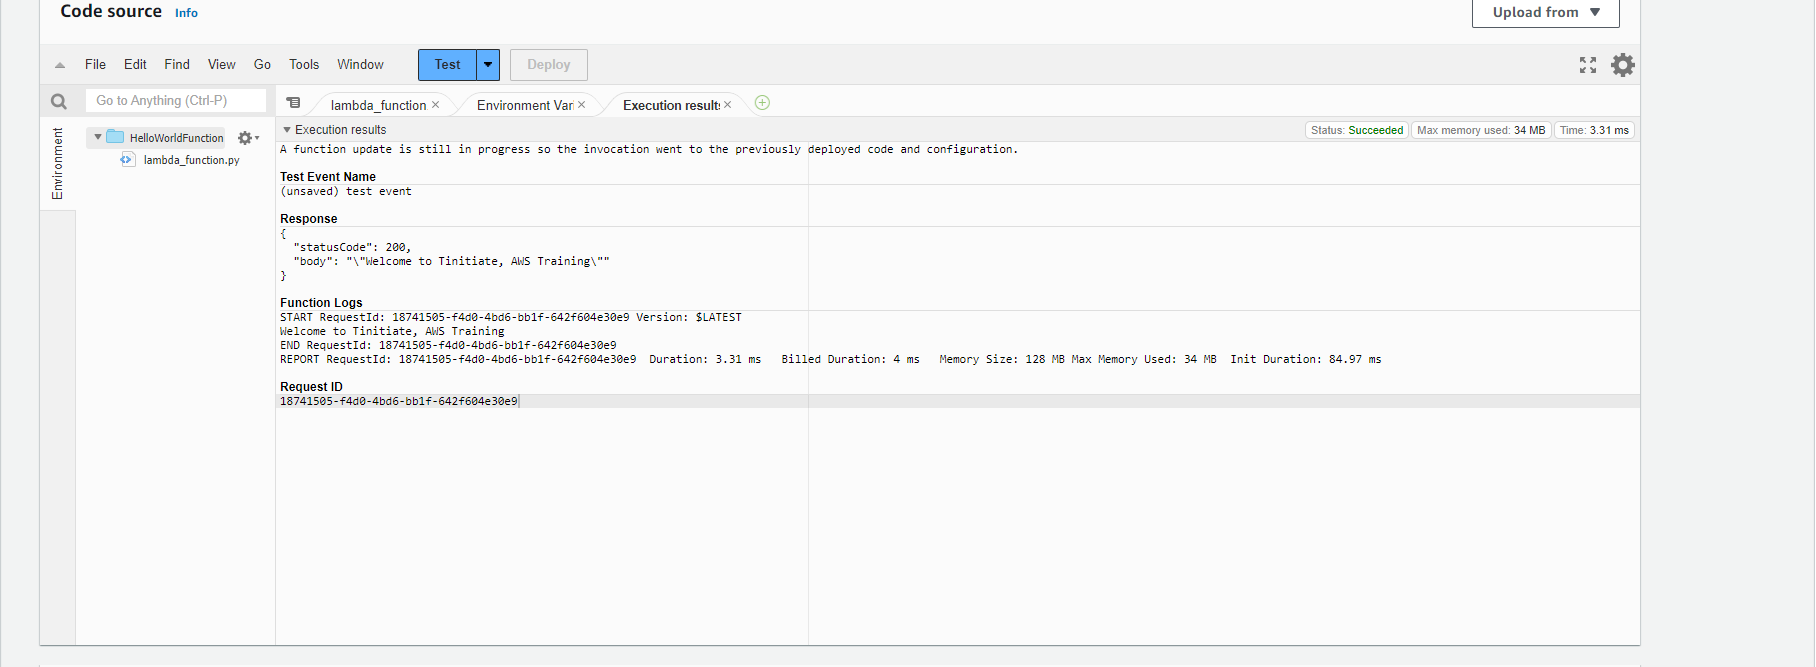 Code source Info
Upload from
File Edit Find View Go Tools Window Test Deploy
Go to Anything (Ctrl-P)
lambda_function Environment Var Execution results
Environment
HelloWorldFunction
lambda_function.py
Execution results
Status: Succeeded Max memory used: 34 MB Time: 3.31 ms
A function update is still in progress so the invocation went to the previously deployed code and configuration.
Test Event Name
(unsaved) test event
Response
{
"statusCode": 200,
"body": "\"Welcome to Tinitiate, AWS Training\""
}
Function Logs
START RequestId: 18741505-f4d0-4bd6-bb1f-642f604e30e9 Version: $LATEST
Welcome to Tinitiate, AWS Training
END RequestId: 18741505-f4d0-4bd6-bb1f-642f604e30e9
REPORT RequestId: 18741505-f4d0-4bd6-bb1f-642f604e30e9 Duration: 3.31 ms Billed Duration: 4 ms Memory Size: 128 MB Max Memory Used: 34 MB Init Duration: 84.97 ms
Request ID
18741505-f4d0-4bd6-bb1f-642f604e30e9